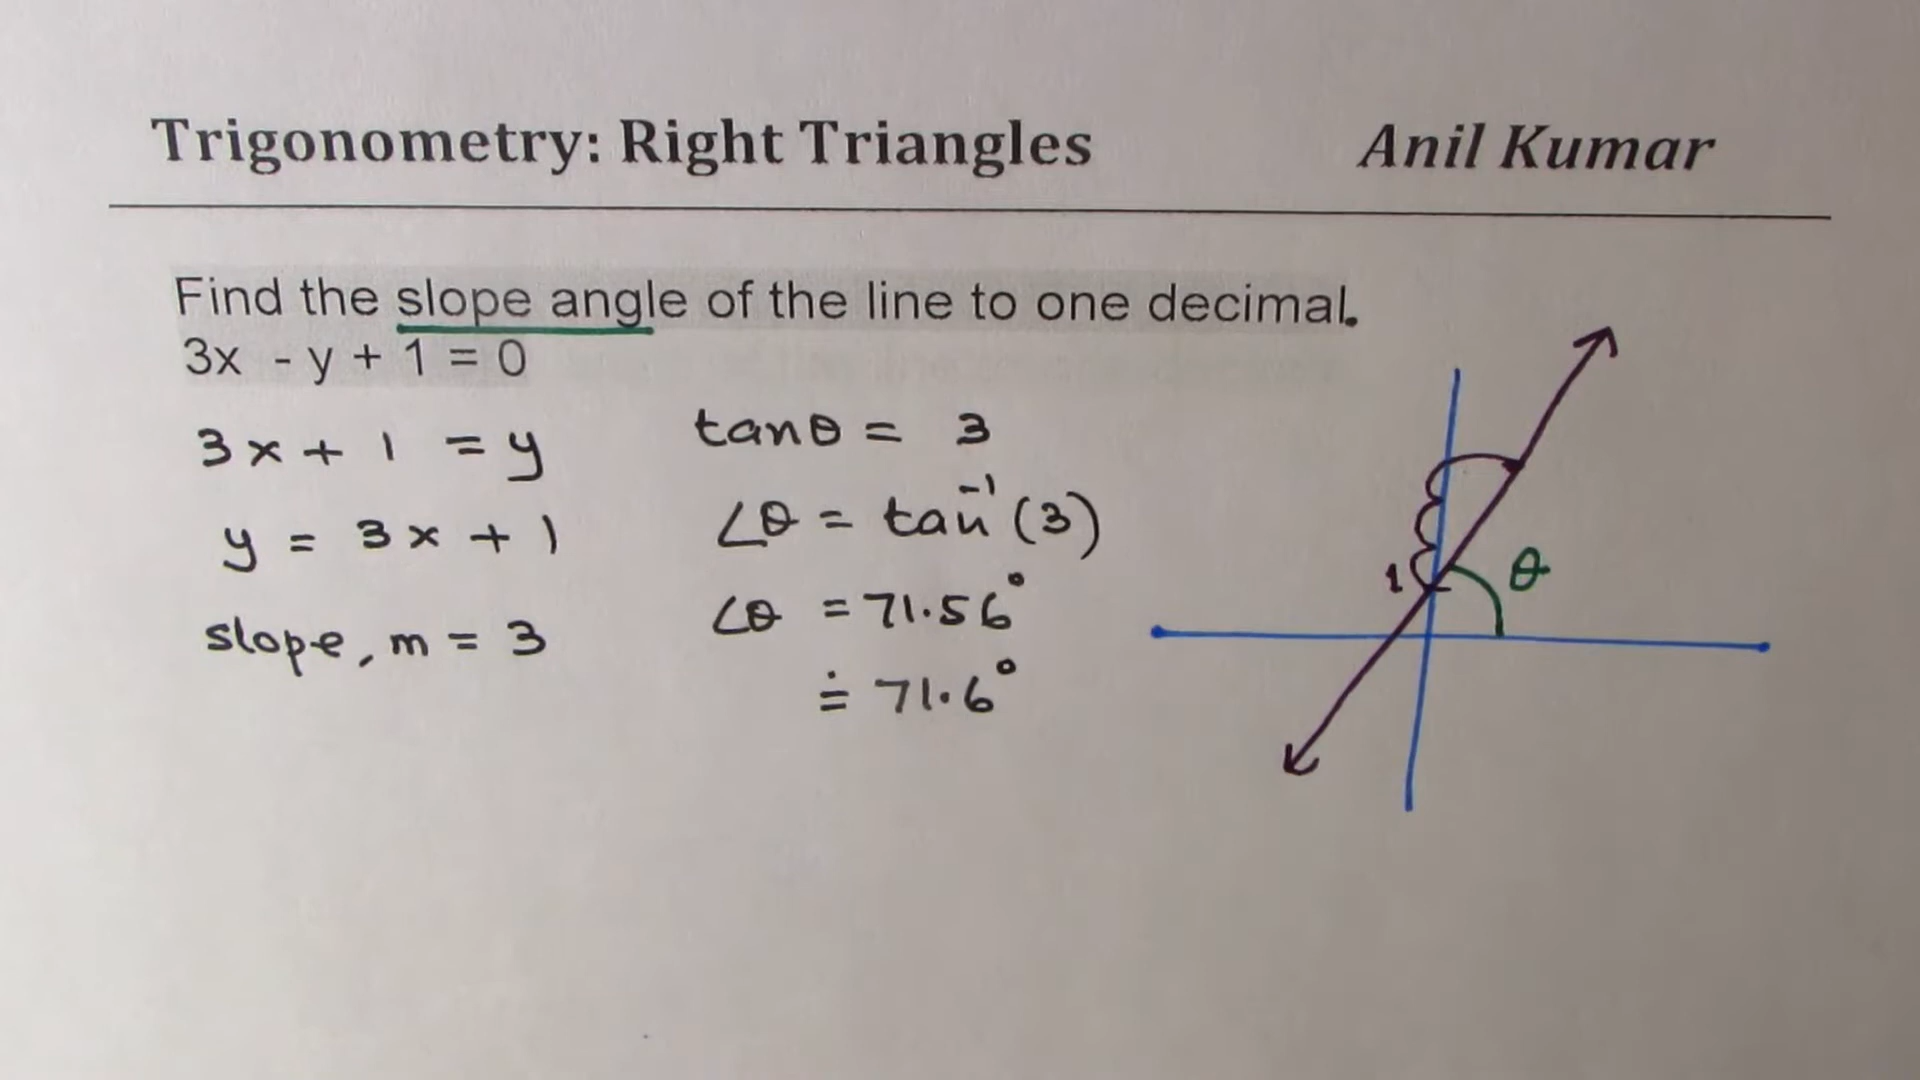 Trigonometry: Right Triangles Anil Kumar
Find the slope angle of the line to one decimal.
3x - y + 1 = 0
3x + 1 = y
y = 3x + 1
slope, m = 3
tanθ = 3
∠θ = tan⁻¹(3)
∠θ = 71.56°
≐ 71.6°
1
θ